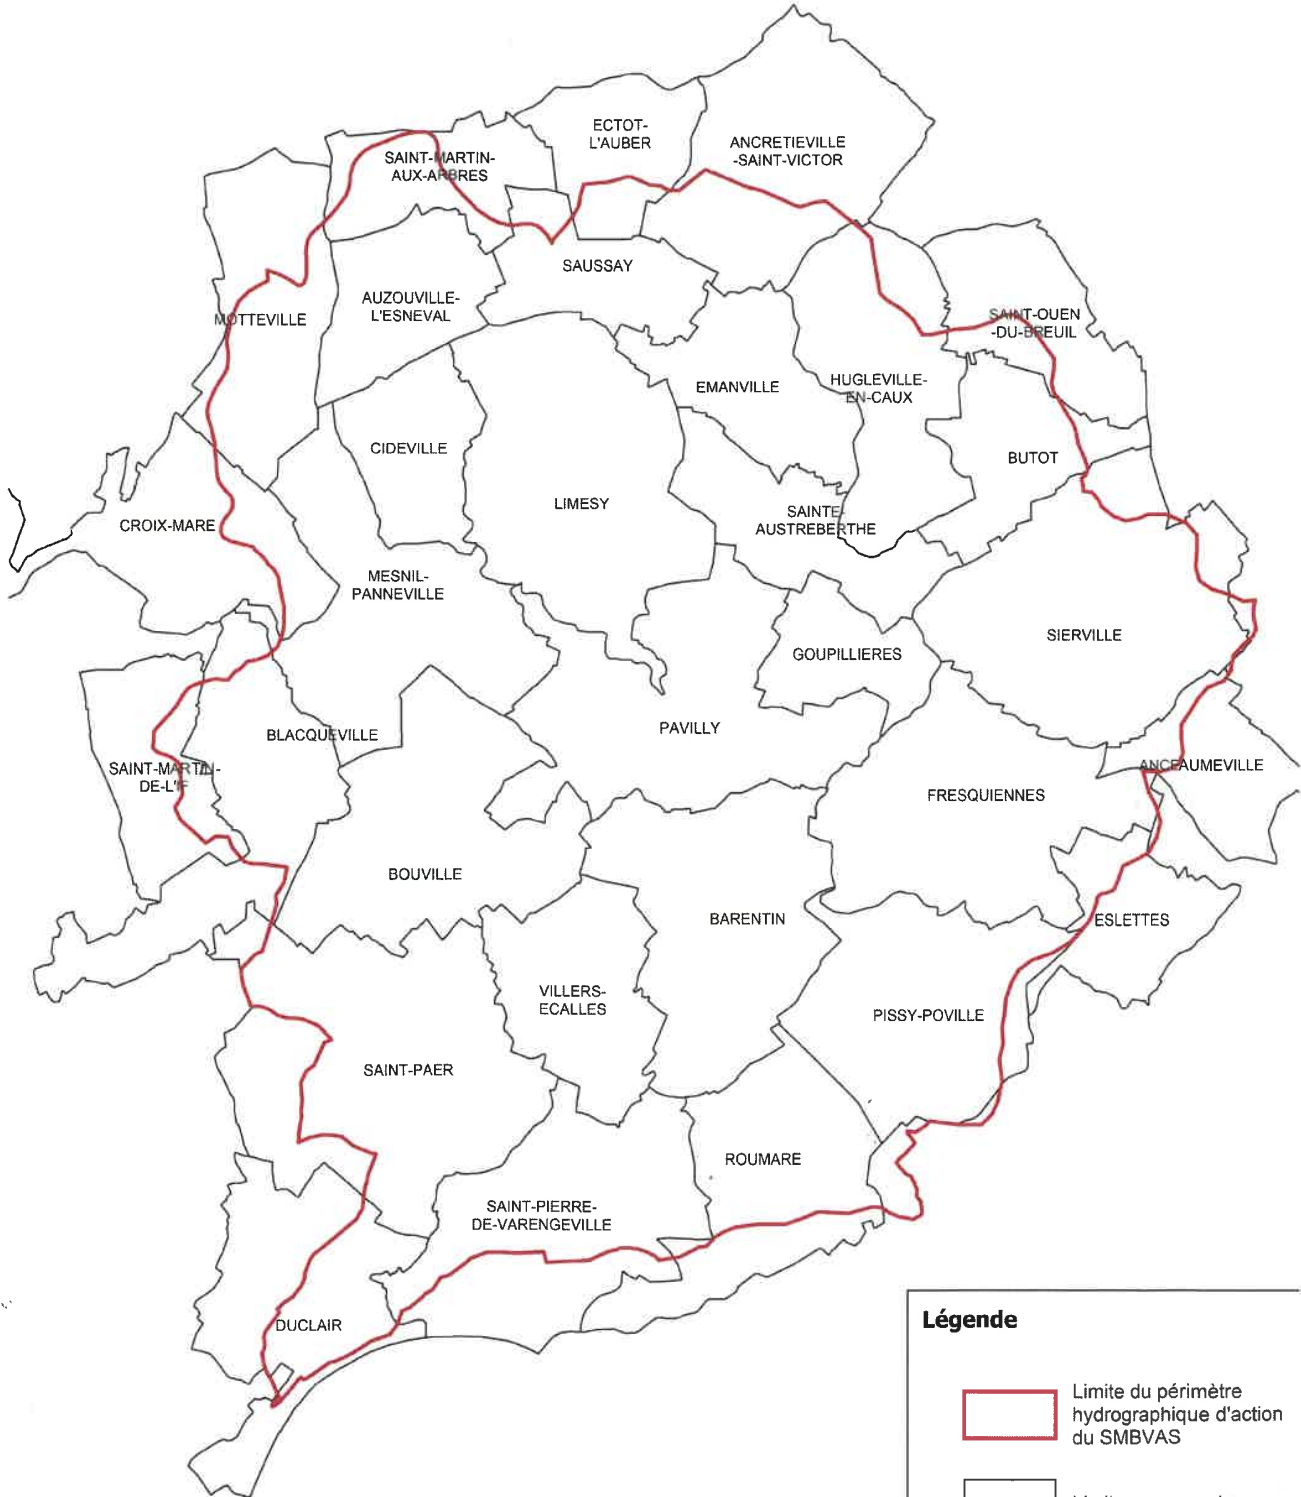 ECTOT-
L'AUBER
ANCRETIEVILLE
-SAINT-VICTOR
SAINT-MARTIN-
AUX-ARBRES
SAUSSAY
AUZOUVILLE-
L'ESNEVAL
MOTTEVILLE
SAINT-OUEN
-DU-BREUIL
EMANVILLE
HUGLEVILLE-
EN-CAUX
CIDEVILLE
BUTOT
LIMESY
CROIX-MARE
SAINTE-
AUSTREBERTHE
MESNIL-
PANNEVILLE
SIERVILLE
GOUPILLIERES
PAVILLY
BLACQUEVILLE
SAINT-MARTIN-
DE-L'IF
ANCEAUMEVILLE
FRESQUIENNES
BOUVILLE
BARENTIN
ESLETTES
VILLERS-
ECALLES
PISSY-POVILLE
SAINT-PAER
ROUMARE
SAINT-PIERRE-
DE-VARENGEVILLE
DUCLAIR
Légende
Limite du périmètre
hydrographique d'action
du SMBVAS